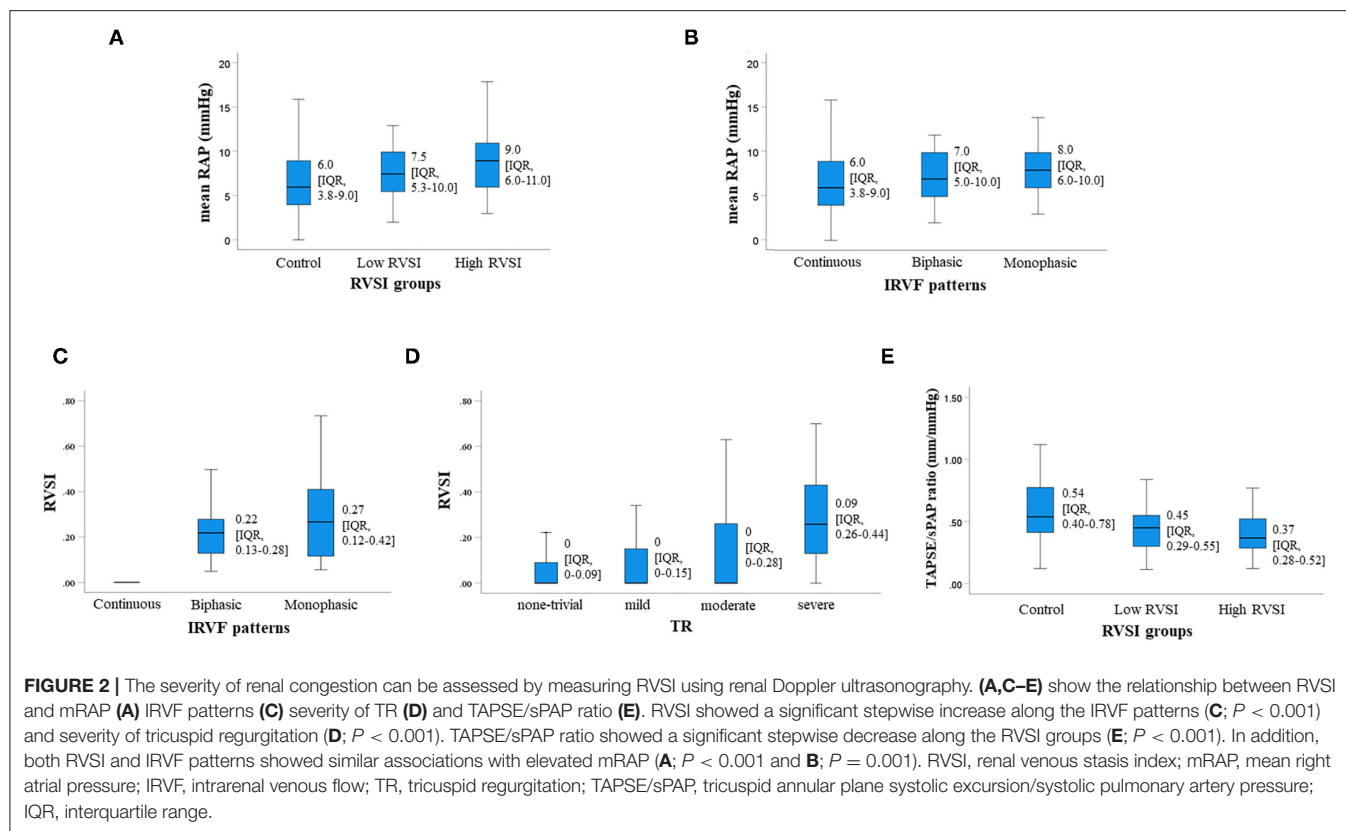 A
mean RAP (mmHg)
20
15
10
5
0
6.0
[IQR,
3.8-9.0]
7.5
[IQR,
5.3-10.0]
9.0
[IQR,
6.0-11.0]
Control Low RVSI High RVSI
RVSI groups
B
mean RAP (mmHg)
20
15
10
5
0
6.0
[IQR,
3.8-9.0]
7.0
[IQR,
5.0-10.0]
8.0
[IQR,
6.0-10.0]
Continuous Biphasic Monophasic
IRVF patterns
C
RVSI
.80
.60
.40
.20
.00
0.22
[IQR,
0.13-0.28]
0.27
[IQR,
0.12-0.42]
Continuous Biphasic Monophasic
IRVF patterns
D
RVSI
.80
.60
.40
.20
.00
0
[IQR,
0-0.09]
0
[IQR,
0-0.15]
0
[IQR,
0-0.28]
0.09
[IQR,
0.26-0.44]
none-trivial mild moderate severe
TR
E
TAPSE/sPAP ratio (mm/mmHg)
1.50
1.00
.50
.00
0.54
[IQR,
0.40-0.78]
0.45
[IQR,
0.29-0.55]
0.37
[IQR,
0.28-0.52]
Control Low RVSI High RVSI
RVSI groups
FIGURE 2 | The severity of renal congestion can be assessed by measuring RVSI using renal Doppler ultrasonography. (A,C–E) show the relationship between RVSI
and mRAP (A) IRVF patterns (C) severity of TR (D) and TAPSE/sPAP ratio (E). RVSI showed a significant stepwise increase along the IRVF patterns (C; P < 0.001)
and severity of tricuspid regurgitation (D; P < 0.001). TAPSE/sPAP ratio showed a significant stepwise decrease along the RVSI groups (E; P < 0.001). In addition,
both RVSI and IRVF patterns showed similar associations with elevated mRAP (A; P < 0.001 and B; P = 0.001). RVSI, renal venous stasis index; mRAP, mean right
atrial pressure; IRVF, intrarenal venous flow; TR, tricuspid regurgitation; TAPSE/sPAP, tricuspid annular plane systolic excursion/systolic pulmonary artery pressure;
IQR, interquartile range.